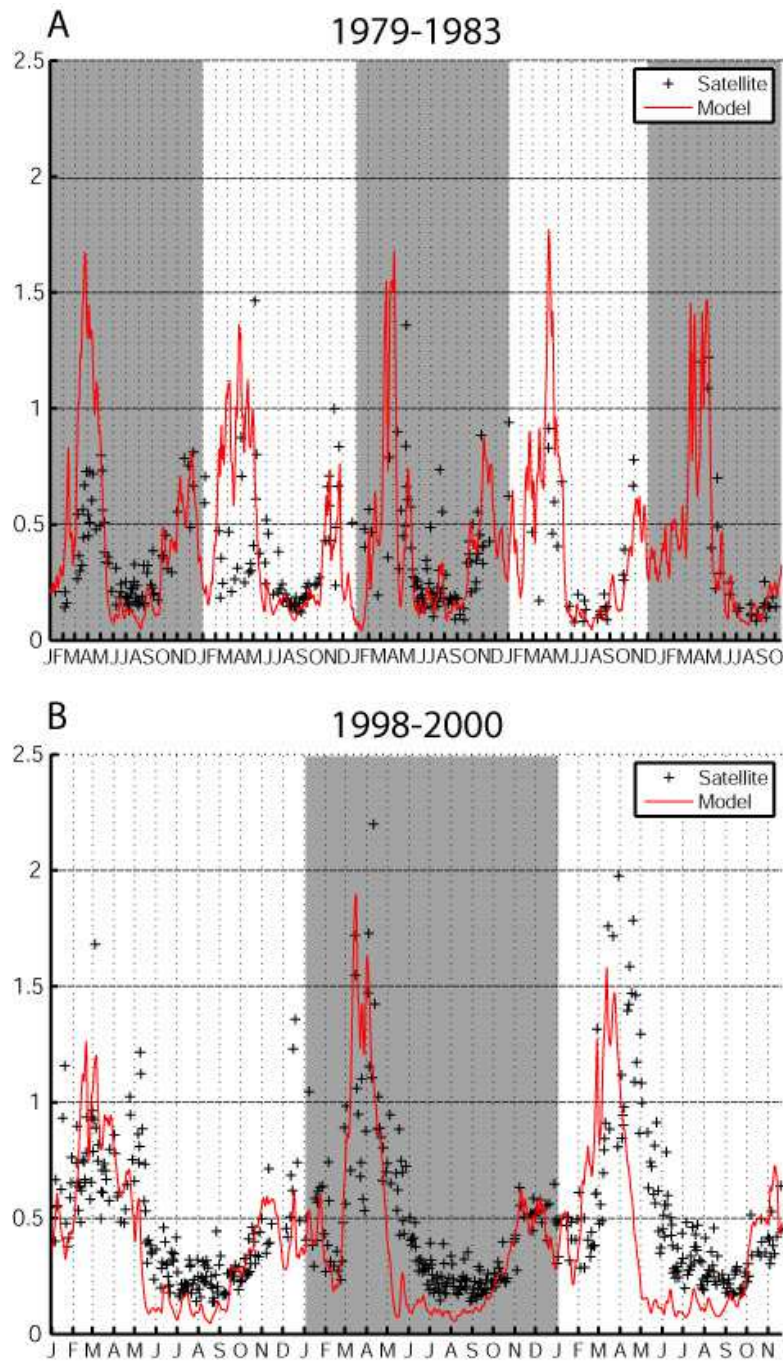 A
1979-1983
2.5
Satellite
Model
2
1.5
1
0.5
0
JFMAMJJASONDJFMAMJJASONDJFMAMJJASONDJFMAMJJASONDJFMAMJJASO
B
1998-2000
2.5
Satellite
Model
2
1.5
1
0.5
0
J F M A M J J A S O N D J F M A M J J A S O N D J F M A M J J A S O N